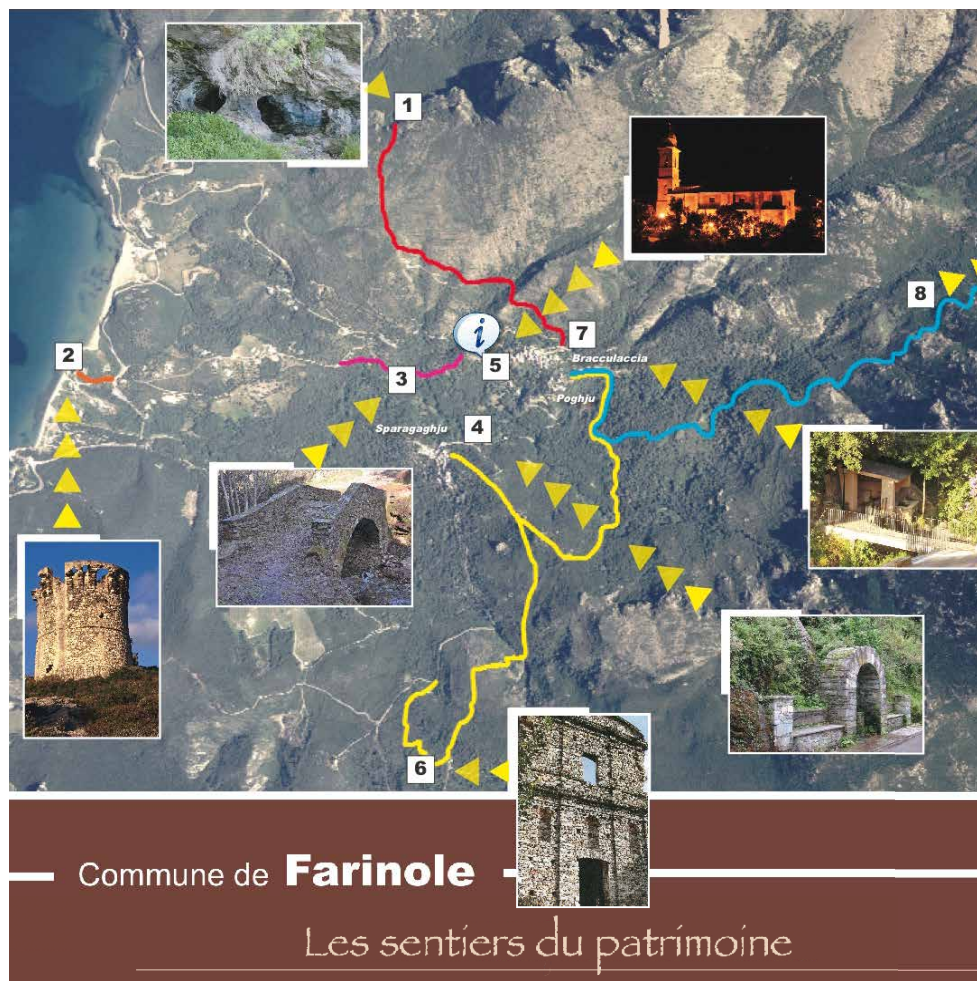 1
8
7
i
2
5
Bracculaccia
3
Poghju
Sparagaghju
4
6
Commune de Farinole
Les sentiers du patrimoine